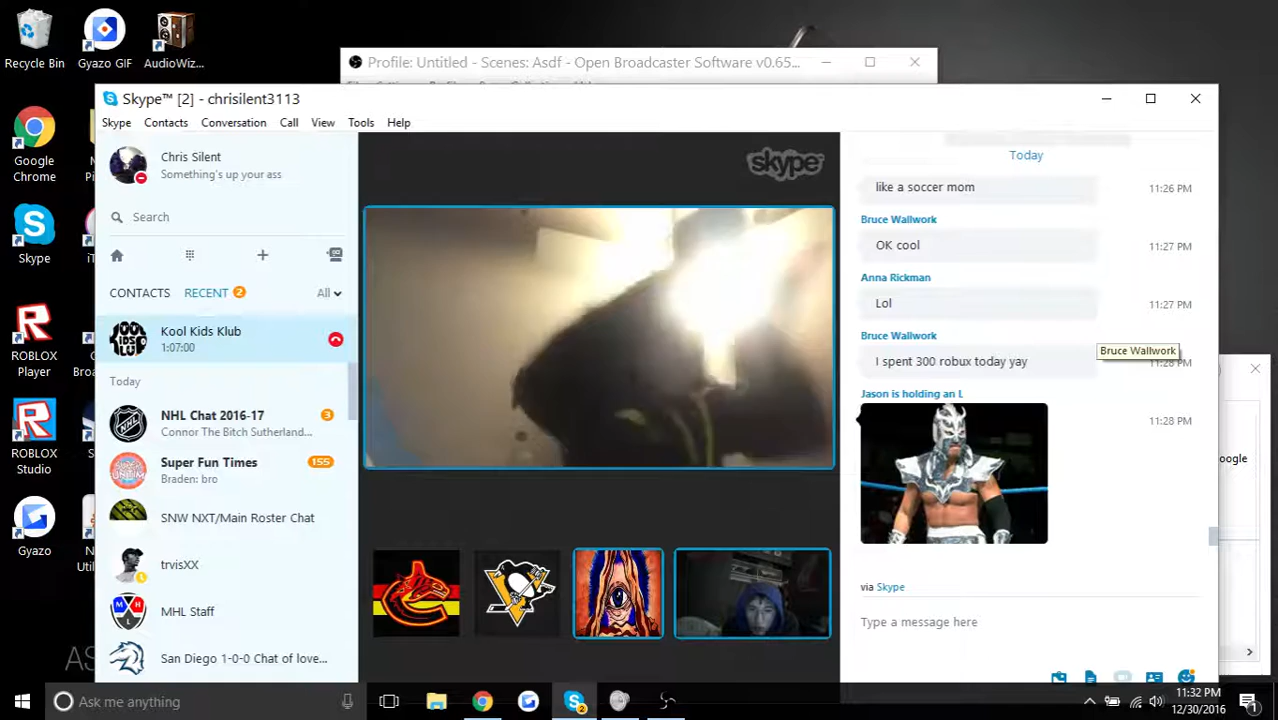 Recycle Bin
Gyazo GIF
AudioWiz...
Google
Chrome
Skype
ROBLOX
Player
ROBLOX
Studio
Gyazo
Profile: Untitled - Scenes: Asdf - Open Broadcaster Software v0.65...
Skype™ [2] - chrisilent3113
Skype Contacts Conversation Call View Tools Help
Chris Silent
Something's up your ass
Search
CONTACTS RECENT 2 All
Kool Kids Klub
1:07:00
Today
NHL Chat 2016-17 3
Connor The Bitch Sutherland...
Super Fun Times 155
Braden: bro
SNW NXT/Main Roster Chat
trvisXX
MHL Staff
San Diego 1-0-0 Chat of love...
skype
Today
like a soccer mom 11:26 PM
Bruce Wallwork
OK cool 11:27 PM
Anna Rickman
Lol 11:27 PM
Bruce Wallwork
Bruce Wallwork
I spent 300 robux today yay 11:28 PM
Jason is holding an L
11:28 PM
via Skype
Type a message here
oogle
Ask me anything
2
11:32 PM
12/30/2016
1